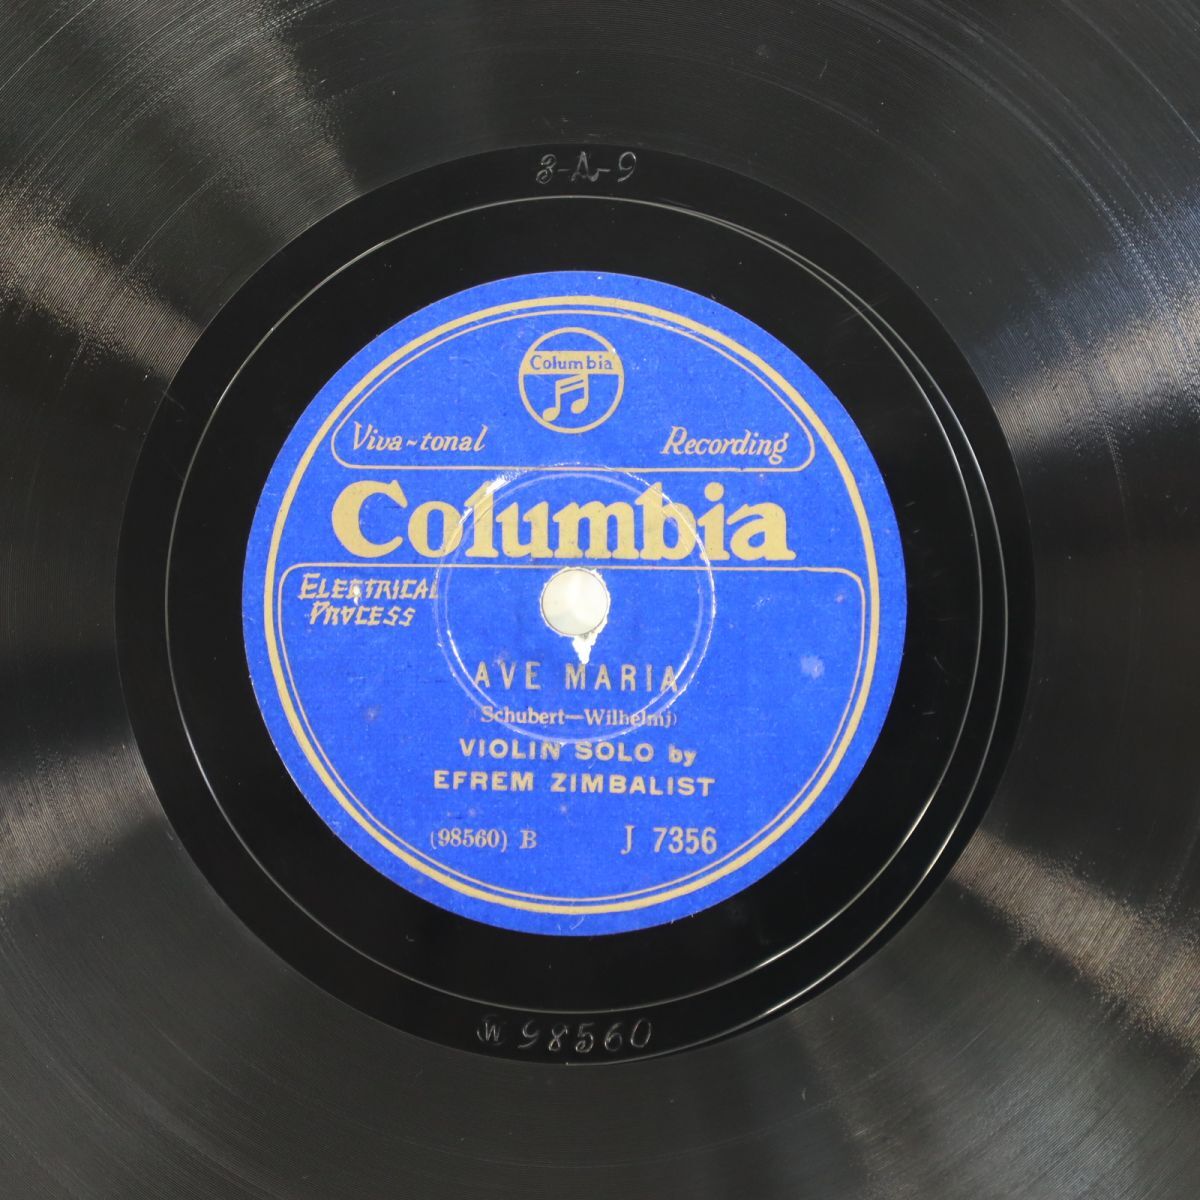 3-A-9
Columbia
Viva-tonal Recording
Columbia
ELECTRICAL
PROCESS
AVE MARIA
(Schubert—Wilhelmj)
VIOLIN SOLO by
EFREM ZIMBALIST
(98560) B J 7356
W 98560